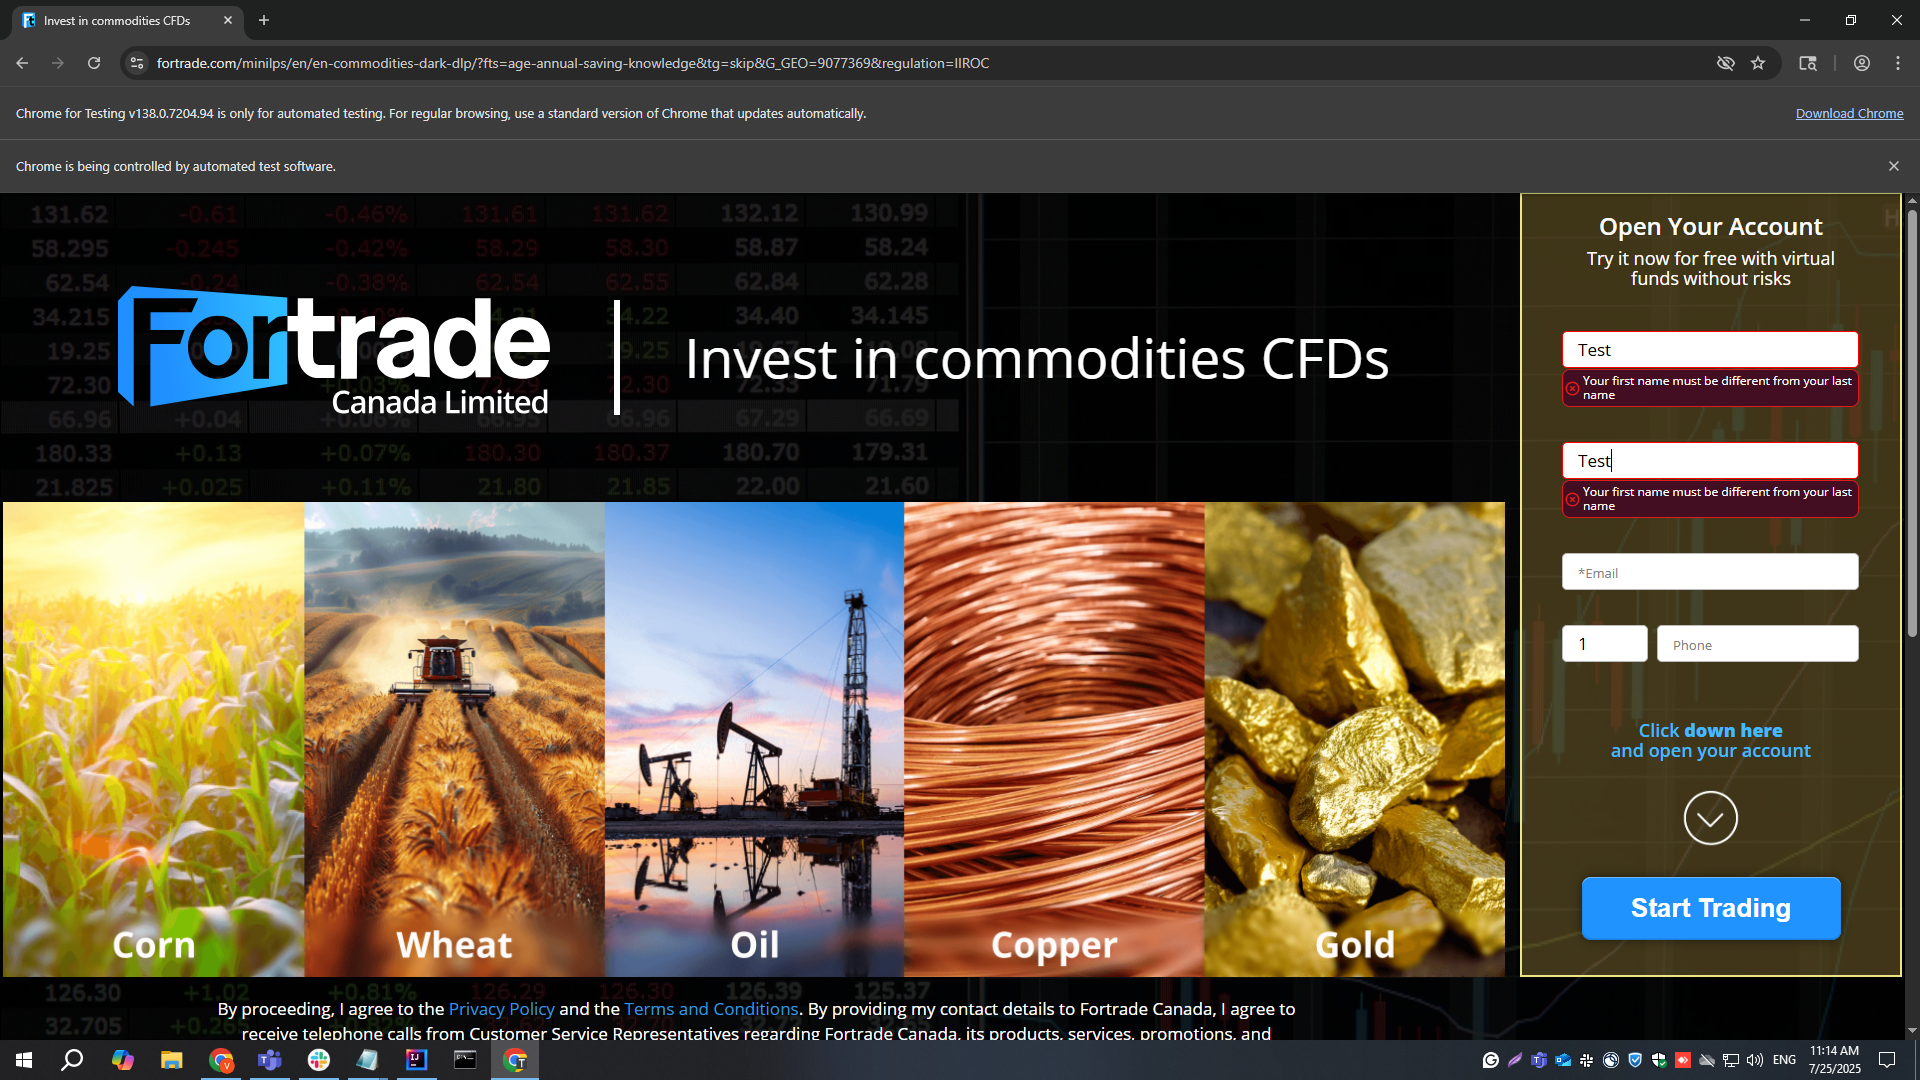 Invest in commodities CFDs
fortrade.com/minilps/en/en-commodities-dark-dlp/?fts=age-annual-saving-knowledge&tg=skip&G_GEO=9077369&regulation=IIROC
Chrome for Testing v138.0.7204.94 is only for automated testing. For regular browsing, use a standard version of Chrome that updates automatically.
Download Chrome
Chrome is being controlled by automated test software.
131.62 -0.61 -0.46% 131.61 131.62 132.12 130.99
58.295 -0.245 -0.42% 58.29 58.30 58.87 58.24
62.54 -0.24 -0.38% 62.54 62.55 62.84 62.28
34.215 34.22 34.40 34.145
19.25 19.25
72.30 72.30 71.79
66.96 +0.04 66.96 67.29 66.69
180.33 +0.13 +0.07% 180.30 180.37 180.70 179.31
21.825 +0.025 +0.11% 21.80 21.85 22.00 21.60
Fortrade
Canada Limited
Invest in commodities CFDs
Corn
Wheat
Oil
Copper
Gold
Open Your Account
Try it now for free with virtual
funds without risks
Test
Your first name must be different from your last
name
Test
Your first name must be different from your last
name
*Email
1
Phone
Click down here
and open your account
Start Trading
126.30 +1.02 +0.81% 126.29 126.30 126.39 125.37
32.705
By proceeding, I agree to the Privacy Policy and the Terms and Conditions. By providing my contact details to Fortrade Canada, I agree to
receive telephone calls from Customer Service Representatives regarding Fortrade Canada, its products, services, promotions, and
ENG
11:14 AM
7/25/2025